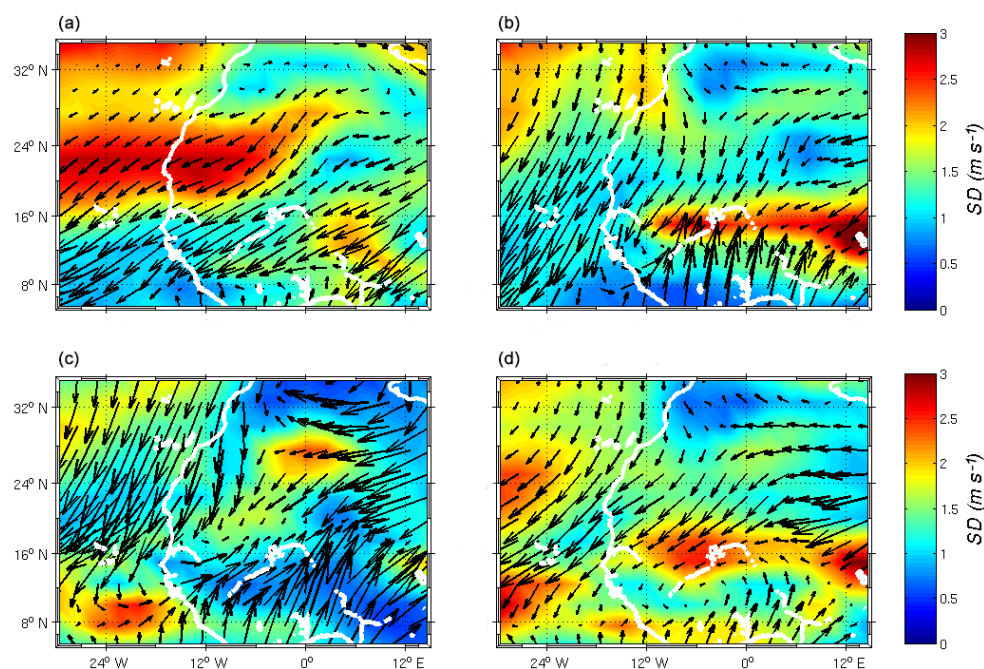 (a)
(b)
32° N
24° N
16° N
8° N
32° N
24° N
16° N
8° N
3
2.5
2
1.5
1
0.5
0
SD (m s⁻¹)
(c)
(d)
32° N
24° N
16° N
8° N
32° N
24° N
16° N
8° N
24° W
12° W
0°
12° E
24° W
12° W
0°
12° E
3
2.5
2
1.5
1
0.5
0
SD (m s⁻¹)